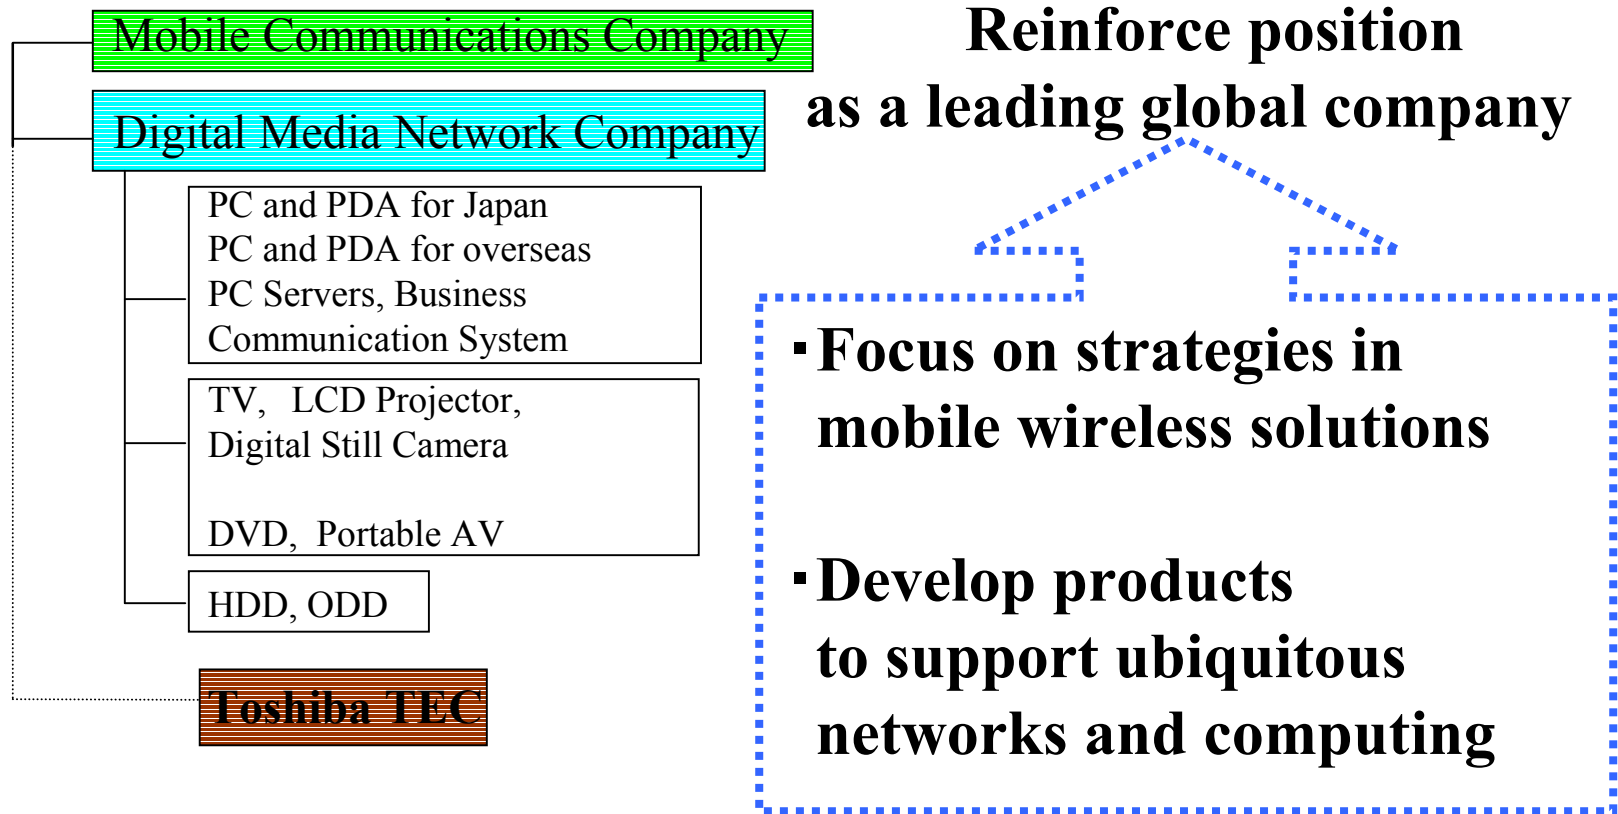 Mobile Communications Company
Digital Media Network Company
PC and PDA for Japan
PC and PDA for overseas
PC Servers, Business
Communication System
TV, LCD Projector,
Digital Still Camera
DVD, Portable AV
HDD, ODD
Toshiba TEC
Reinforce position
as a leading global company
▪Focus on strategies in
mobile wireless solutions
▪Develop products
to support ubiquitous
networks and computing